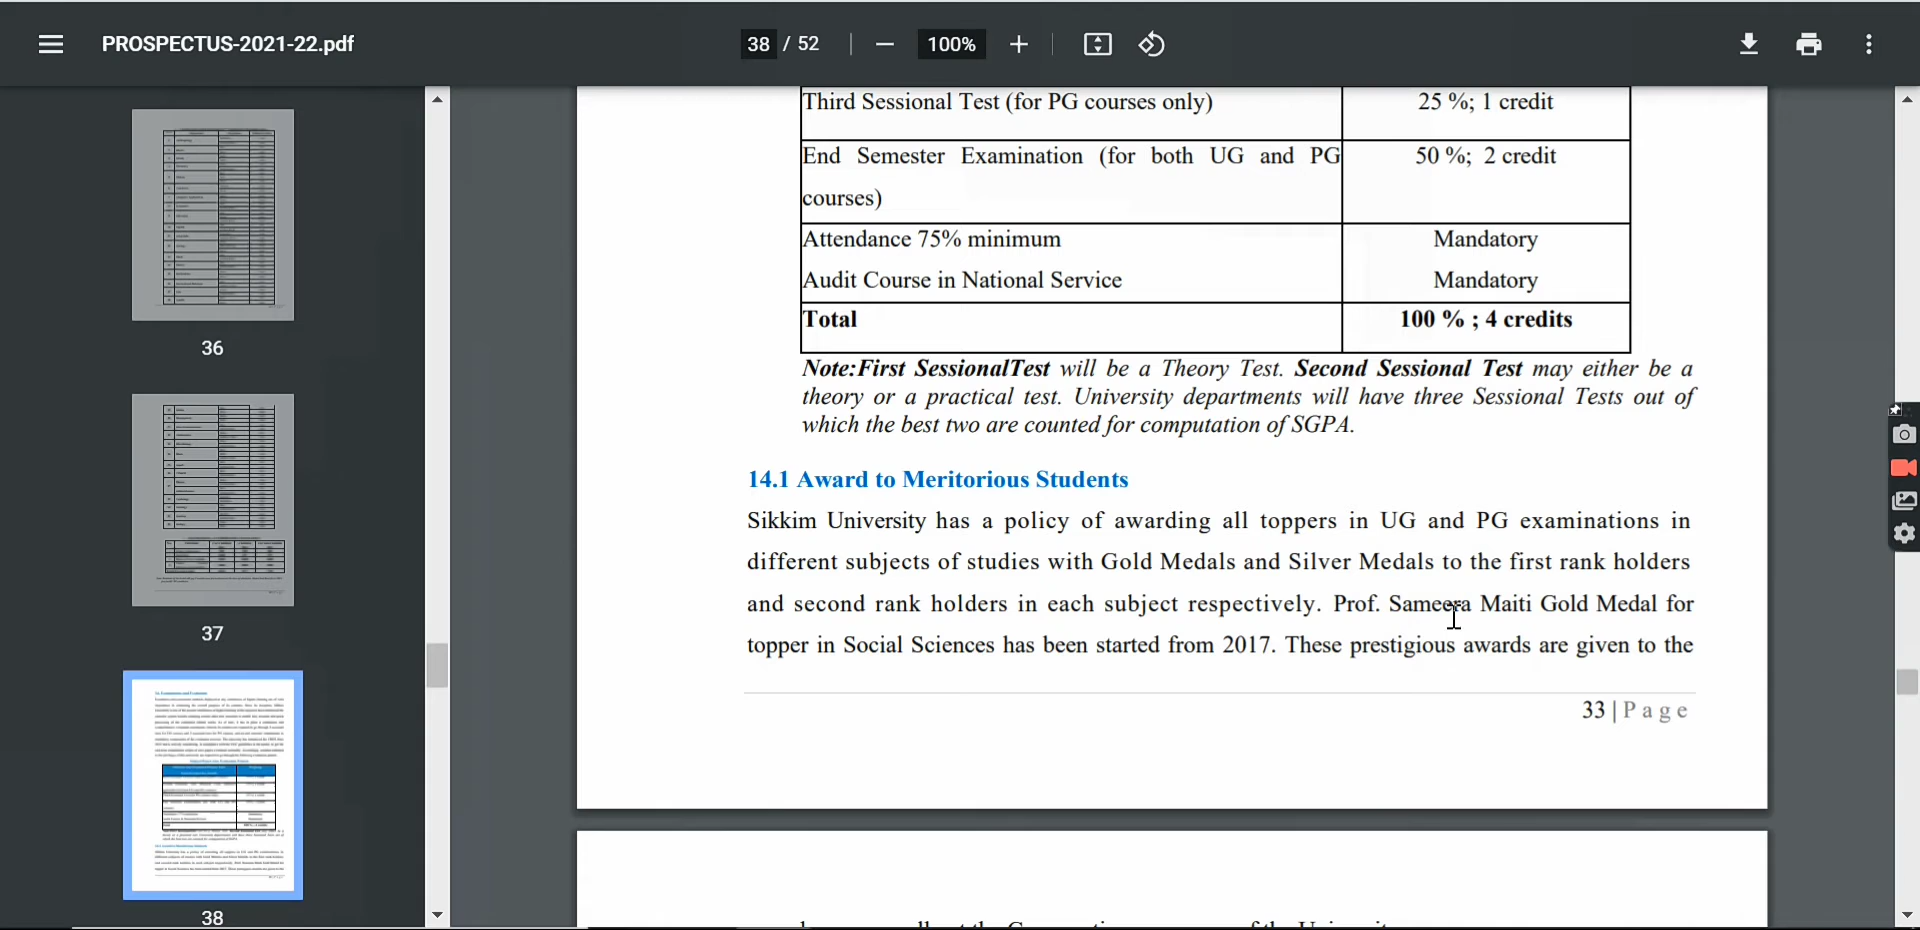 PROSPECTUS-2021-22.pdf
38 / 52
100%
36
37
38
Third Sessional Test (for PG courses only) 25 %; 1 credit
End Semester Examination (for both UG and PG 50 %; 2 credit
courses)
Attendance 75% minimum Mandatory
Audit Course in National Service Mandatory
Total 100 % ; 4 credits
Note:First SessionalTest will be a Theory Test. Second Sessional Test may either be a
theory or a practical test. University departments will have three Sessional Tests out of
which the best two are counted for computation of SGPA.
14.1 Award to Meritorious Students
Sikkim University has a policy of awarding all toppers in UG and PG examinations in
different subjects of studies with Gold Medals and Silver Medals to the first rank holders
and second rank holders in each subject respectively. Prof. Sameera Maiti Gold Medal for
topper in Social Sciences has been started from 2017. These prestigious awards are given to the
33 | Page